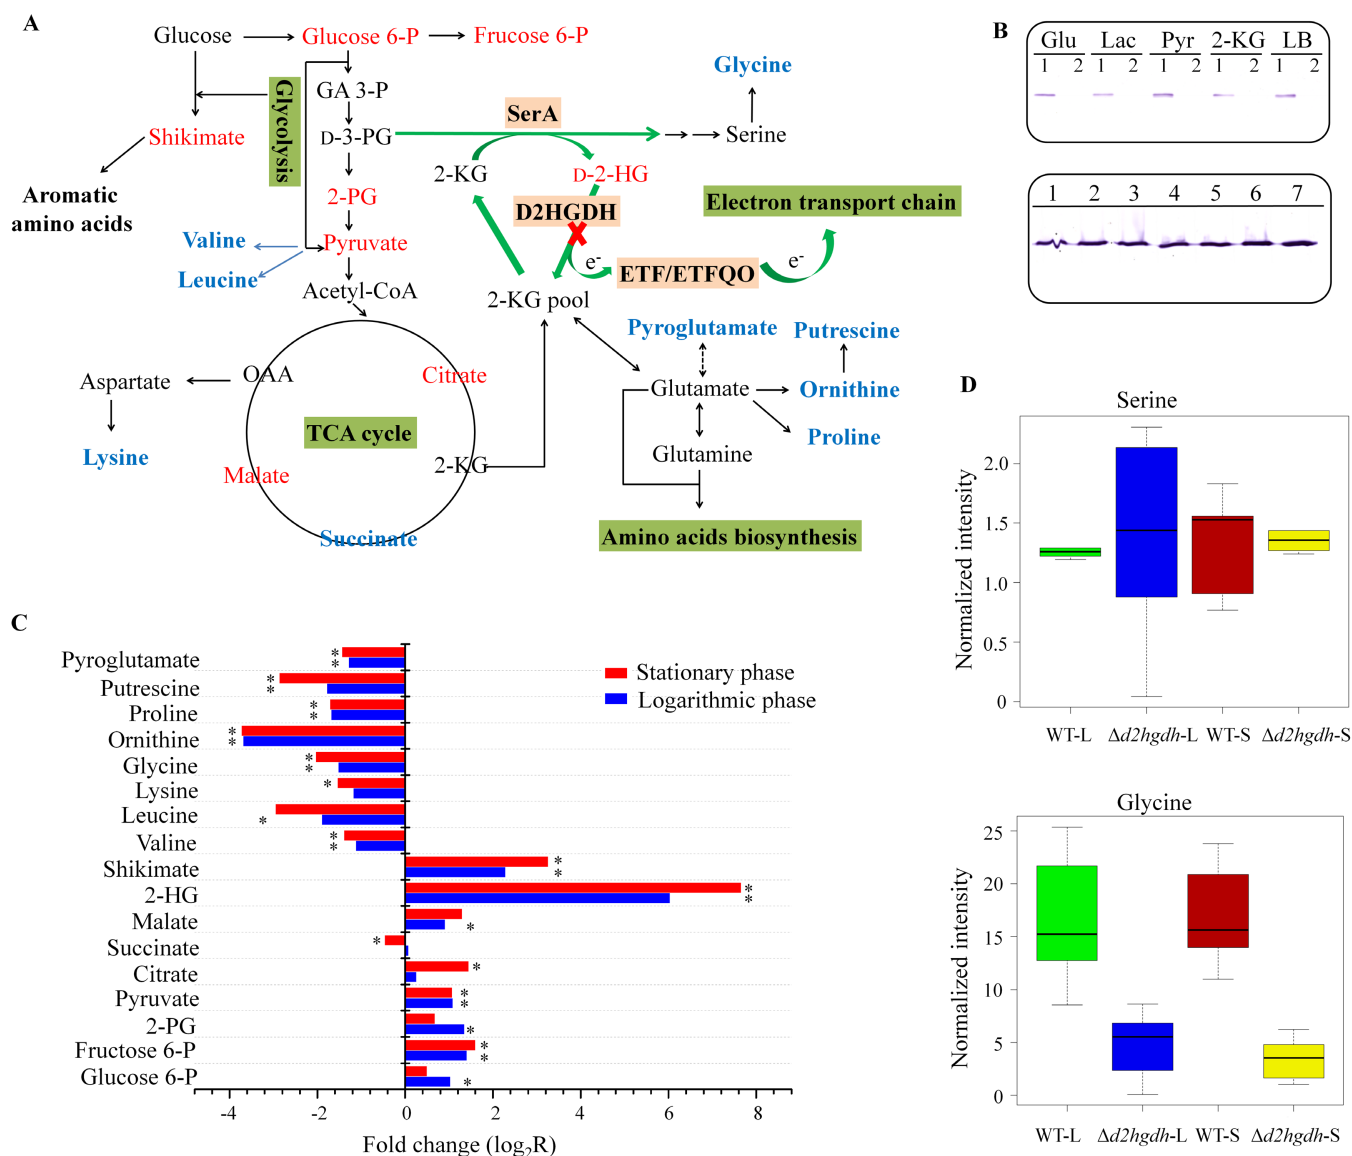 A
Glucose
Glucose 6-P
Frucose 6-P
Glycolysis
GA 3-P
Shikimate
D-3-PG
SerA
Glycine
Serine
2-KG
D-2-HG
Aromatic
amino acids
2-PG
D2HGDH
Electron transport chain
Valine
Pyruvate
e-
ETF/ETFQO
e-
Leucine
Acetyl-CoA
2-KG pool
Pyroglutamate
Putrescine
Aspartate
OAA
Citrate
Glutamate
Ornithine
TCA cycle
Proline
Lysine
Malate
2-KG
Glutamine
Succinate
Amino acids biosynthesis
B
Glu Lac Pyr 2-KG LB
1 2 1 2 1 2 1 2 1 2
1 2 3 4 5 6 7
C
Pyroglutamate
Putrescine
Proline
Ornithine
Glycine
Lysine
Leucine
Valine
Shikimate
2-HG
Malate
Succinate
Citrate
Pyruvate
2-PG
Fructose 6-P
Glucose 6-P
Stationary phase
Logarithmic phase
* * * * * * * * * * * * * * * * * * * * * * * * * * *
-4 -2 0 2 4 6 8
Fold change (log2R)
D
Serine
Normalized intensity
2.0
1.5
1.0
0.5
0
WT-L Δd2hgdh-L WT-S Δd2hgdh-S
Glycine
Normalized intensity
25
20
15
10
5
0
WT-L Δd2hgdh-L WT-S Δd2hgdh-S